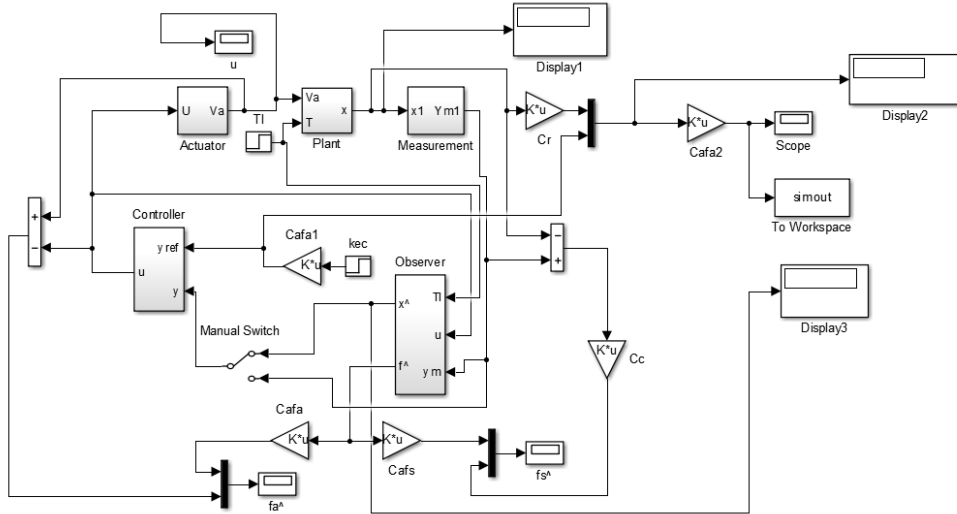 u
Display1
Display2
U
Va
Actuator
Tl
Va
T
x
Plant
x1
Y m1
Measurement
K*u
Cr
K*u
Cafa2
Scope
simout
To Workspace
+
−
Controller
y ref
u
y
Cafa1
K*u
kec
Observer
Tl
x^
u
f^
y m
−
+
Display3
K*u
Cc
Manual Switch
Cafa
K*u
K*u
Cafs
fs^
fa^